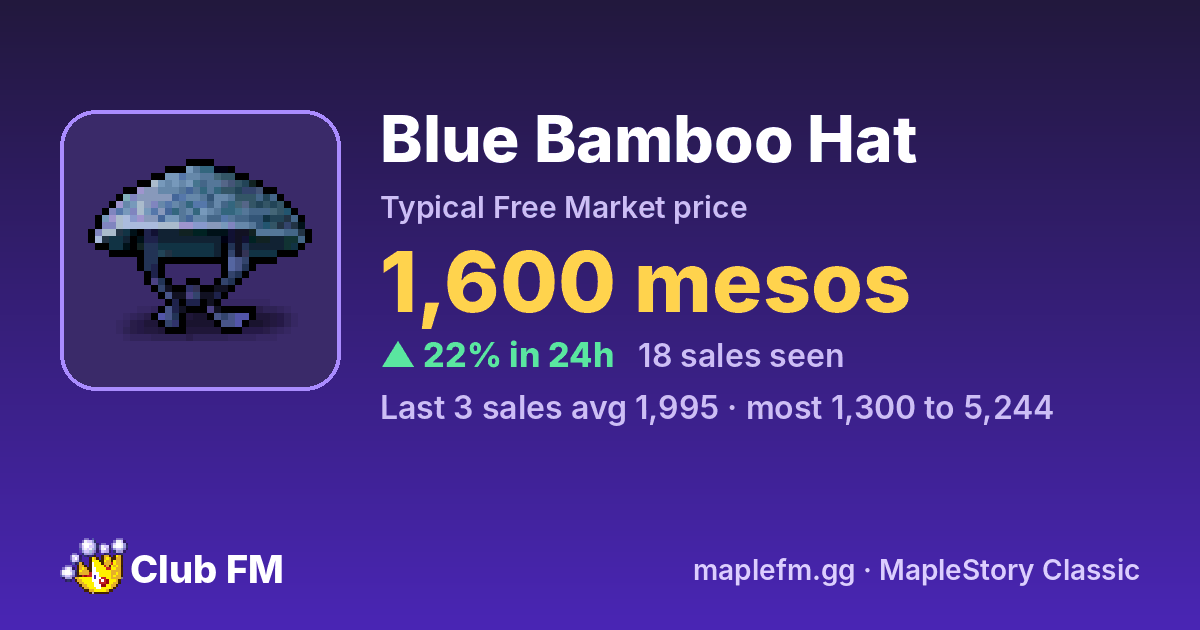 Blue Bamboo Hat
Typical Free Market price
1,600 mesos
▲ 22% in 24h 18 sales seen
Last 3 sales avg 1,995 · most 1,300 to 5,244
Club FM
maplefm.gg · MapleStory Classic